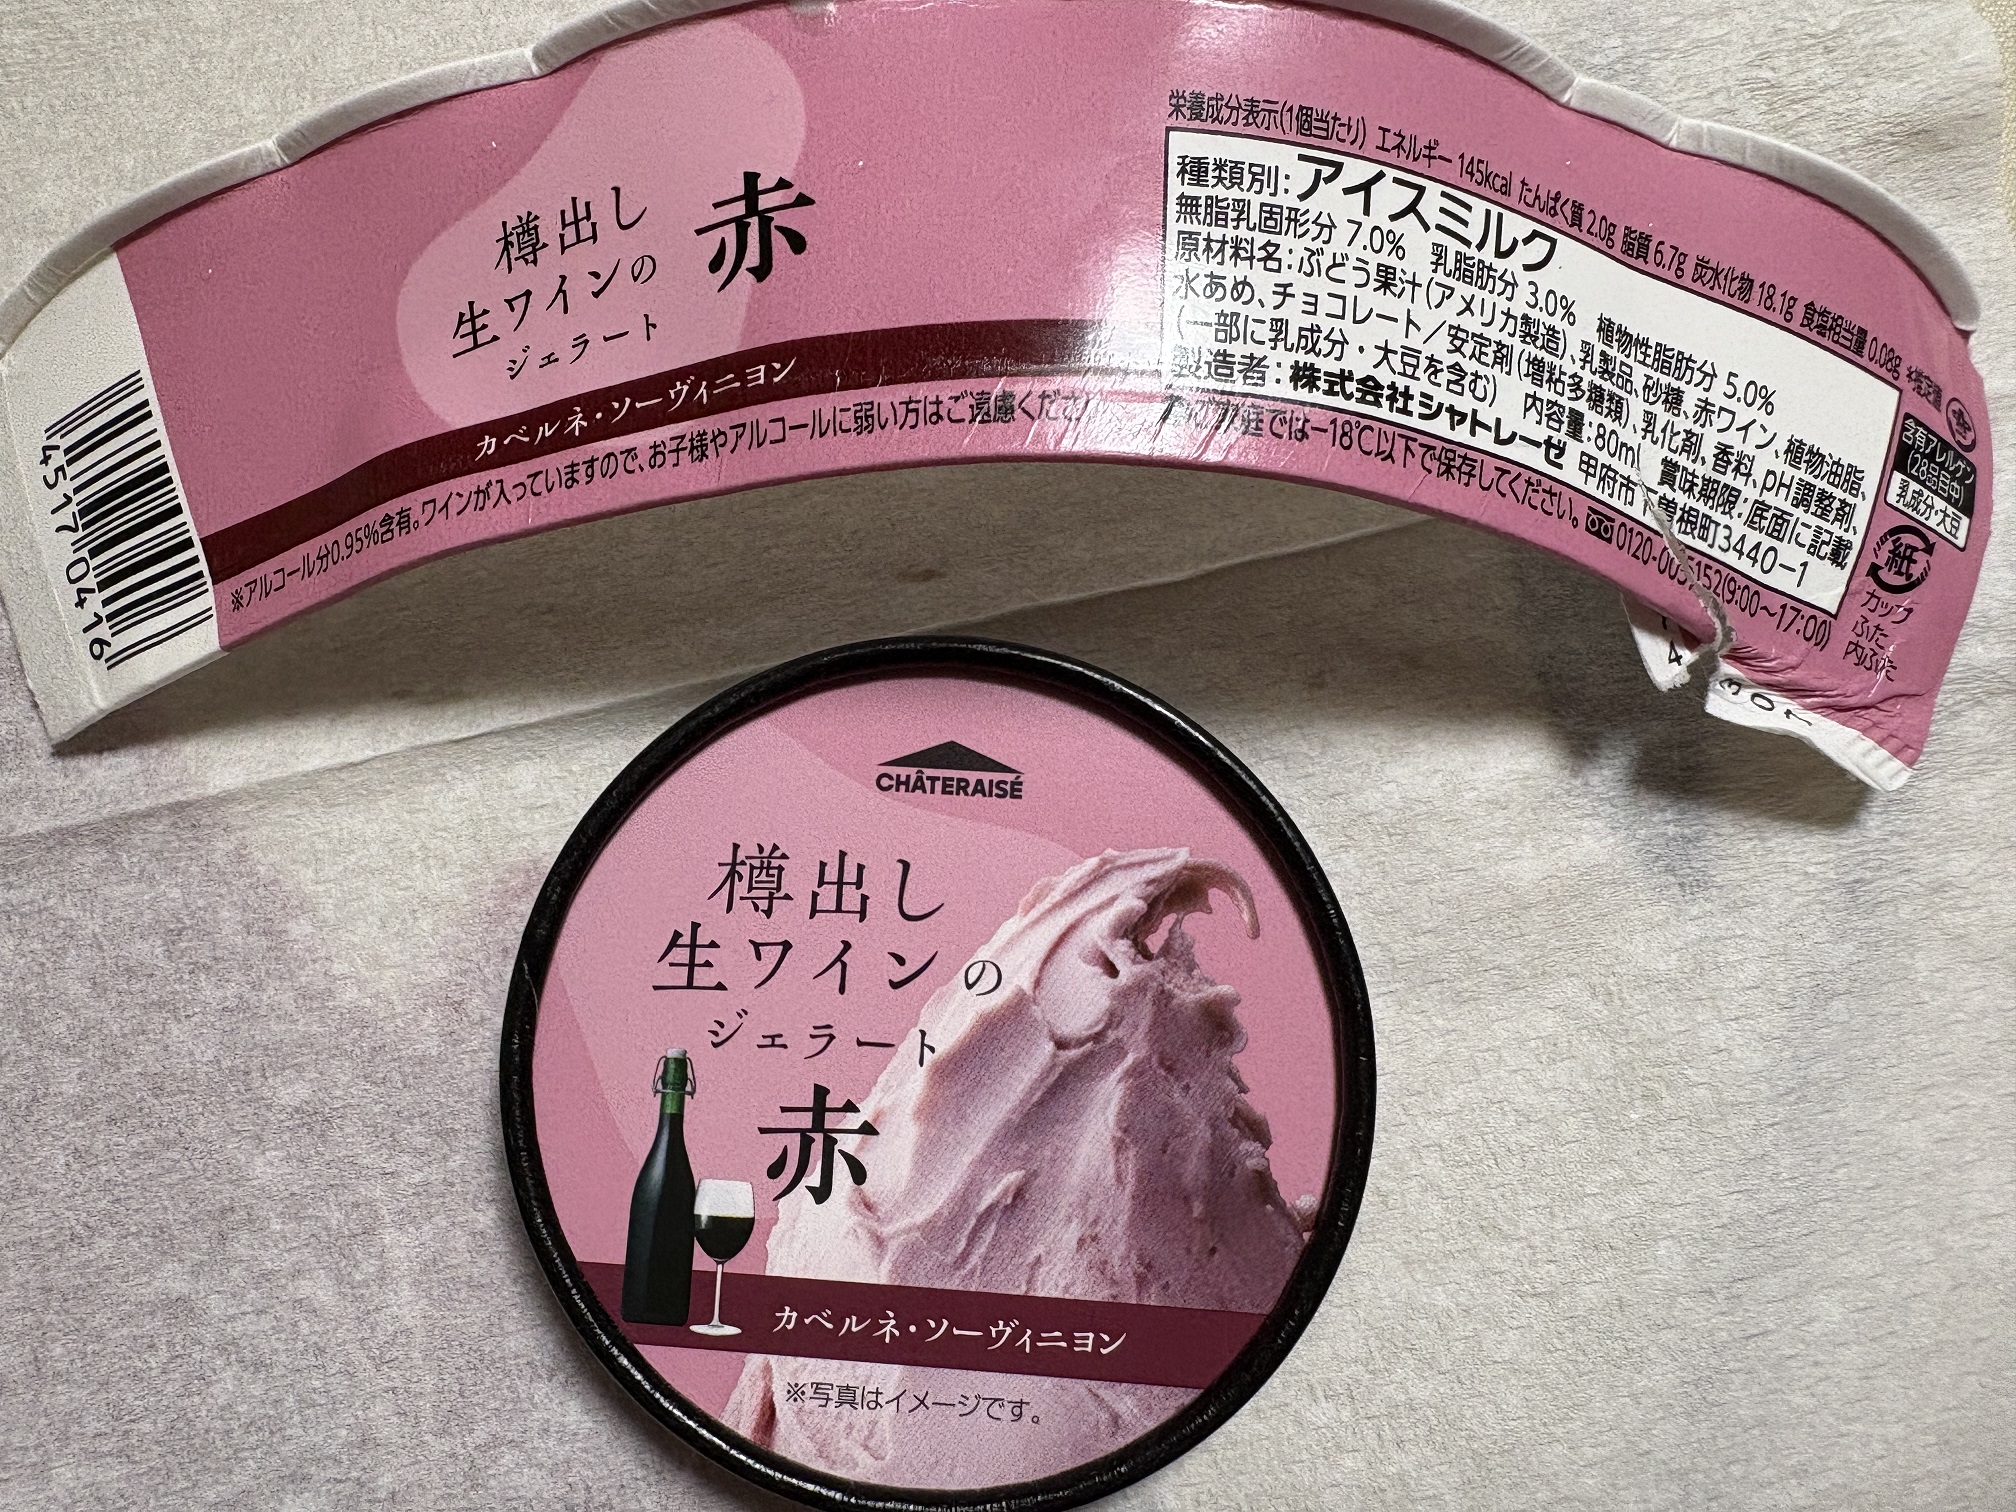 樽出し
生ワインの
ジェラート
赤
カベルネ・ソーヴィニヨン
※アルコール分0.95%含有。ワインが入っていますので、お子様やアルコールに弱い方はご遠慮くださ
4517 0416
栄養成分表示(1個当たり) エネルギー 145kcal たんぱく質 2.0g 脂質 6.7g 炭水化物 18.1g 食塩相当量 0.08g *推定値
種類別:アイスミルク
無脂乳固形分 7.0% 乳脂肪分 3.0% 植物性脂肪分 5.0%
原材料名:ぶどう果汁(アメリカ製造)、乳製品、砂糖、赤ワイン、植物油脂、
水あめ、チョコレート/安定剤(増粘多糖類)、乳化剤、香料、pH調整剤、
(一部に乳成分・大豆を含む) 内容量:80ml 賞味期限:底面に記載
製造者:株式会社シャトレーゼ 甲府市下曽根町3440-1
ご家庭では-18℃以下で保存してください。 0120-003152(9:00~17:00)
含有アレルゲン
(28品目中)
乳成分・大豆
紙
カップ
ふた
内ふた
CHÂTERAISÉ
樽出し
生ワインの
ジェラート
赤
カベルネ・ソーヴィニヨン
※写真はイメージです。